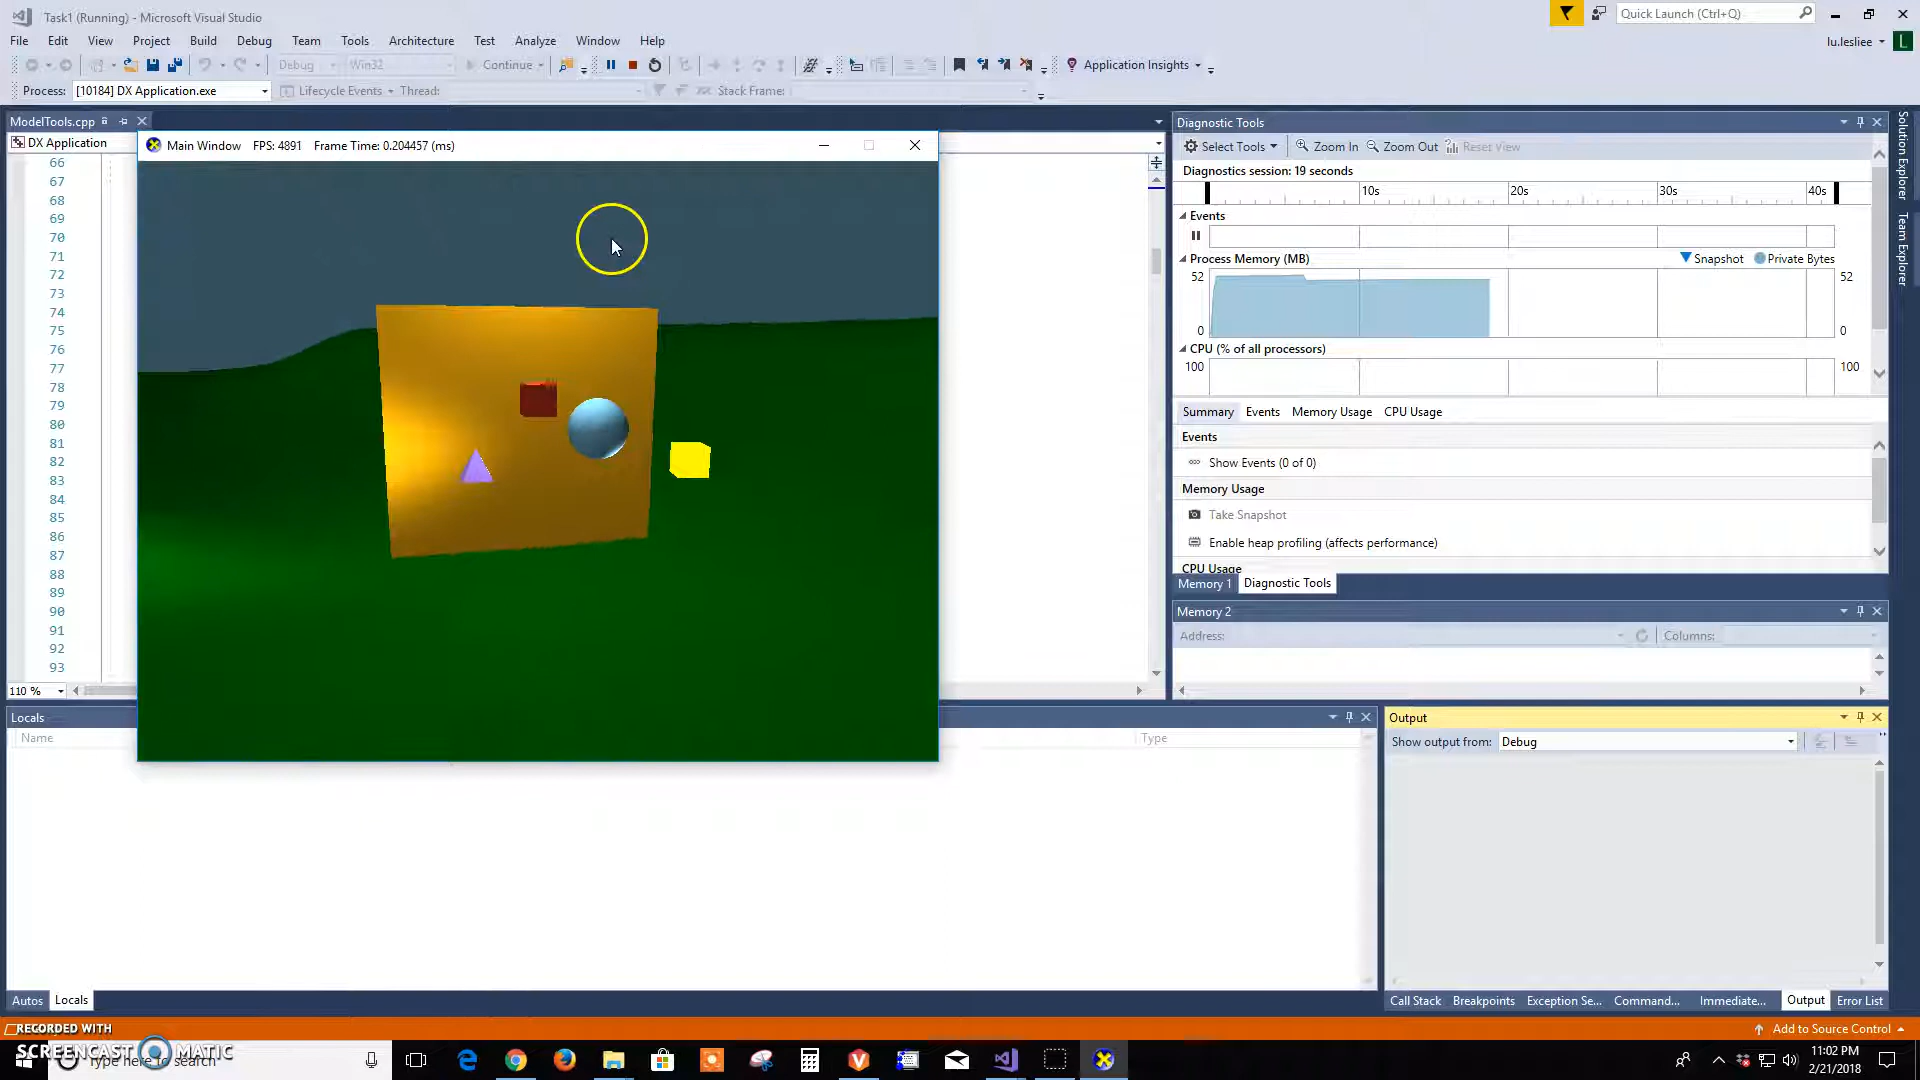 Task1 (Running) - Microsoft Visual Studio
Quick Launch (Ctrl+Q)
File Edit View Project Build Debug Team Tools Architecture Test Analyze Window Help
lu.lesliee
L
Debug Win32 Continue Application Insights
Process: [10184] DX Application.exe Lifecycle Events Thread: Stack Frame:
ModelTools.cpp
DX Application
Main Window FPS: 4891 Frame Time: 0.204457 (ms)
66
67
68
69
70
71
72
73
74
75
76
77
78
79
80
81
82
83
84
85
86
87
88
89
90
91
92
93
110 %
Diagnostic Tools
Select Tools Zoom In Zoom Out Reset View
Diagnostics session: 19 seconds
10s 20s 30s 40s
Events
Process Memory (MB) Snapshot Private Bytes
52 52
0 0
CPU (% of all processors)
100 100
Summary Events Memory Usage CPU Usage
Events
Show Events (0 of 0)
Memory Usage
Take Snapshot
Enable heap profiling (affects performance)
CPU Usage
Memory 1 Diagnostic Tools
Memory 2
Address: Columns:
Solution Explorer
Team Explorer
Locals
Name Type
Output
Show output from: Debug
Autos Locals
Call Stack Breakpoints Exception Se... Command... Immediate... Output Error List
Add to Source Control
RECORDED WITH
SCREENCAST MATIC
Type here to search
11:02 PM
2/21/2018